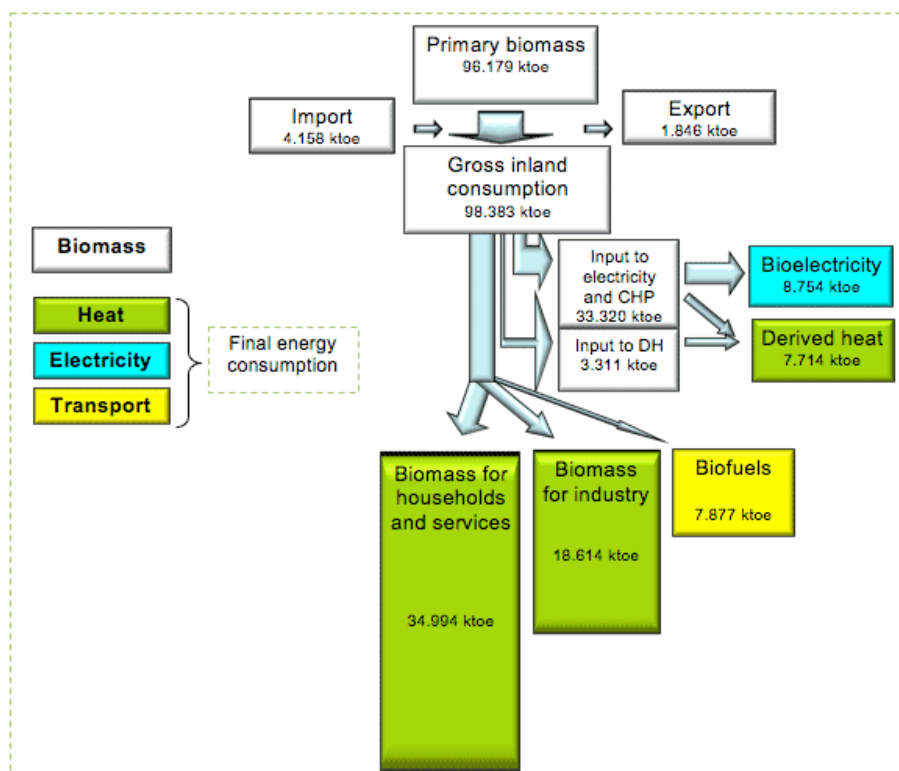 Primary biomass
96.179 ktoe
Import
4.158 ktoe
Export
1.846 ktoe
Gross inland
consumption
98.383 ktoe
Biomass
Heat
Electricity
Transport
Final energy
consumption
Input to
electricity
and CHP
33.320 ktoe
Bioelectricity
8.754 ktoe
Input to DH
3.311 ktoe
Derived heat
7.714 ktoe
Biomass for
households
and services
34.994 ktoe
Biomass
for industry
18.614 ktoe
Biofuels
7.877 ktoe